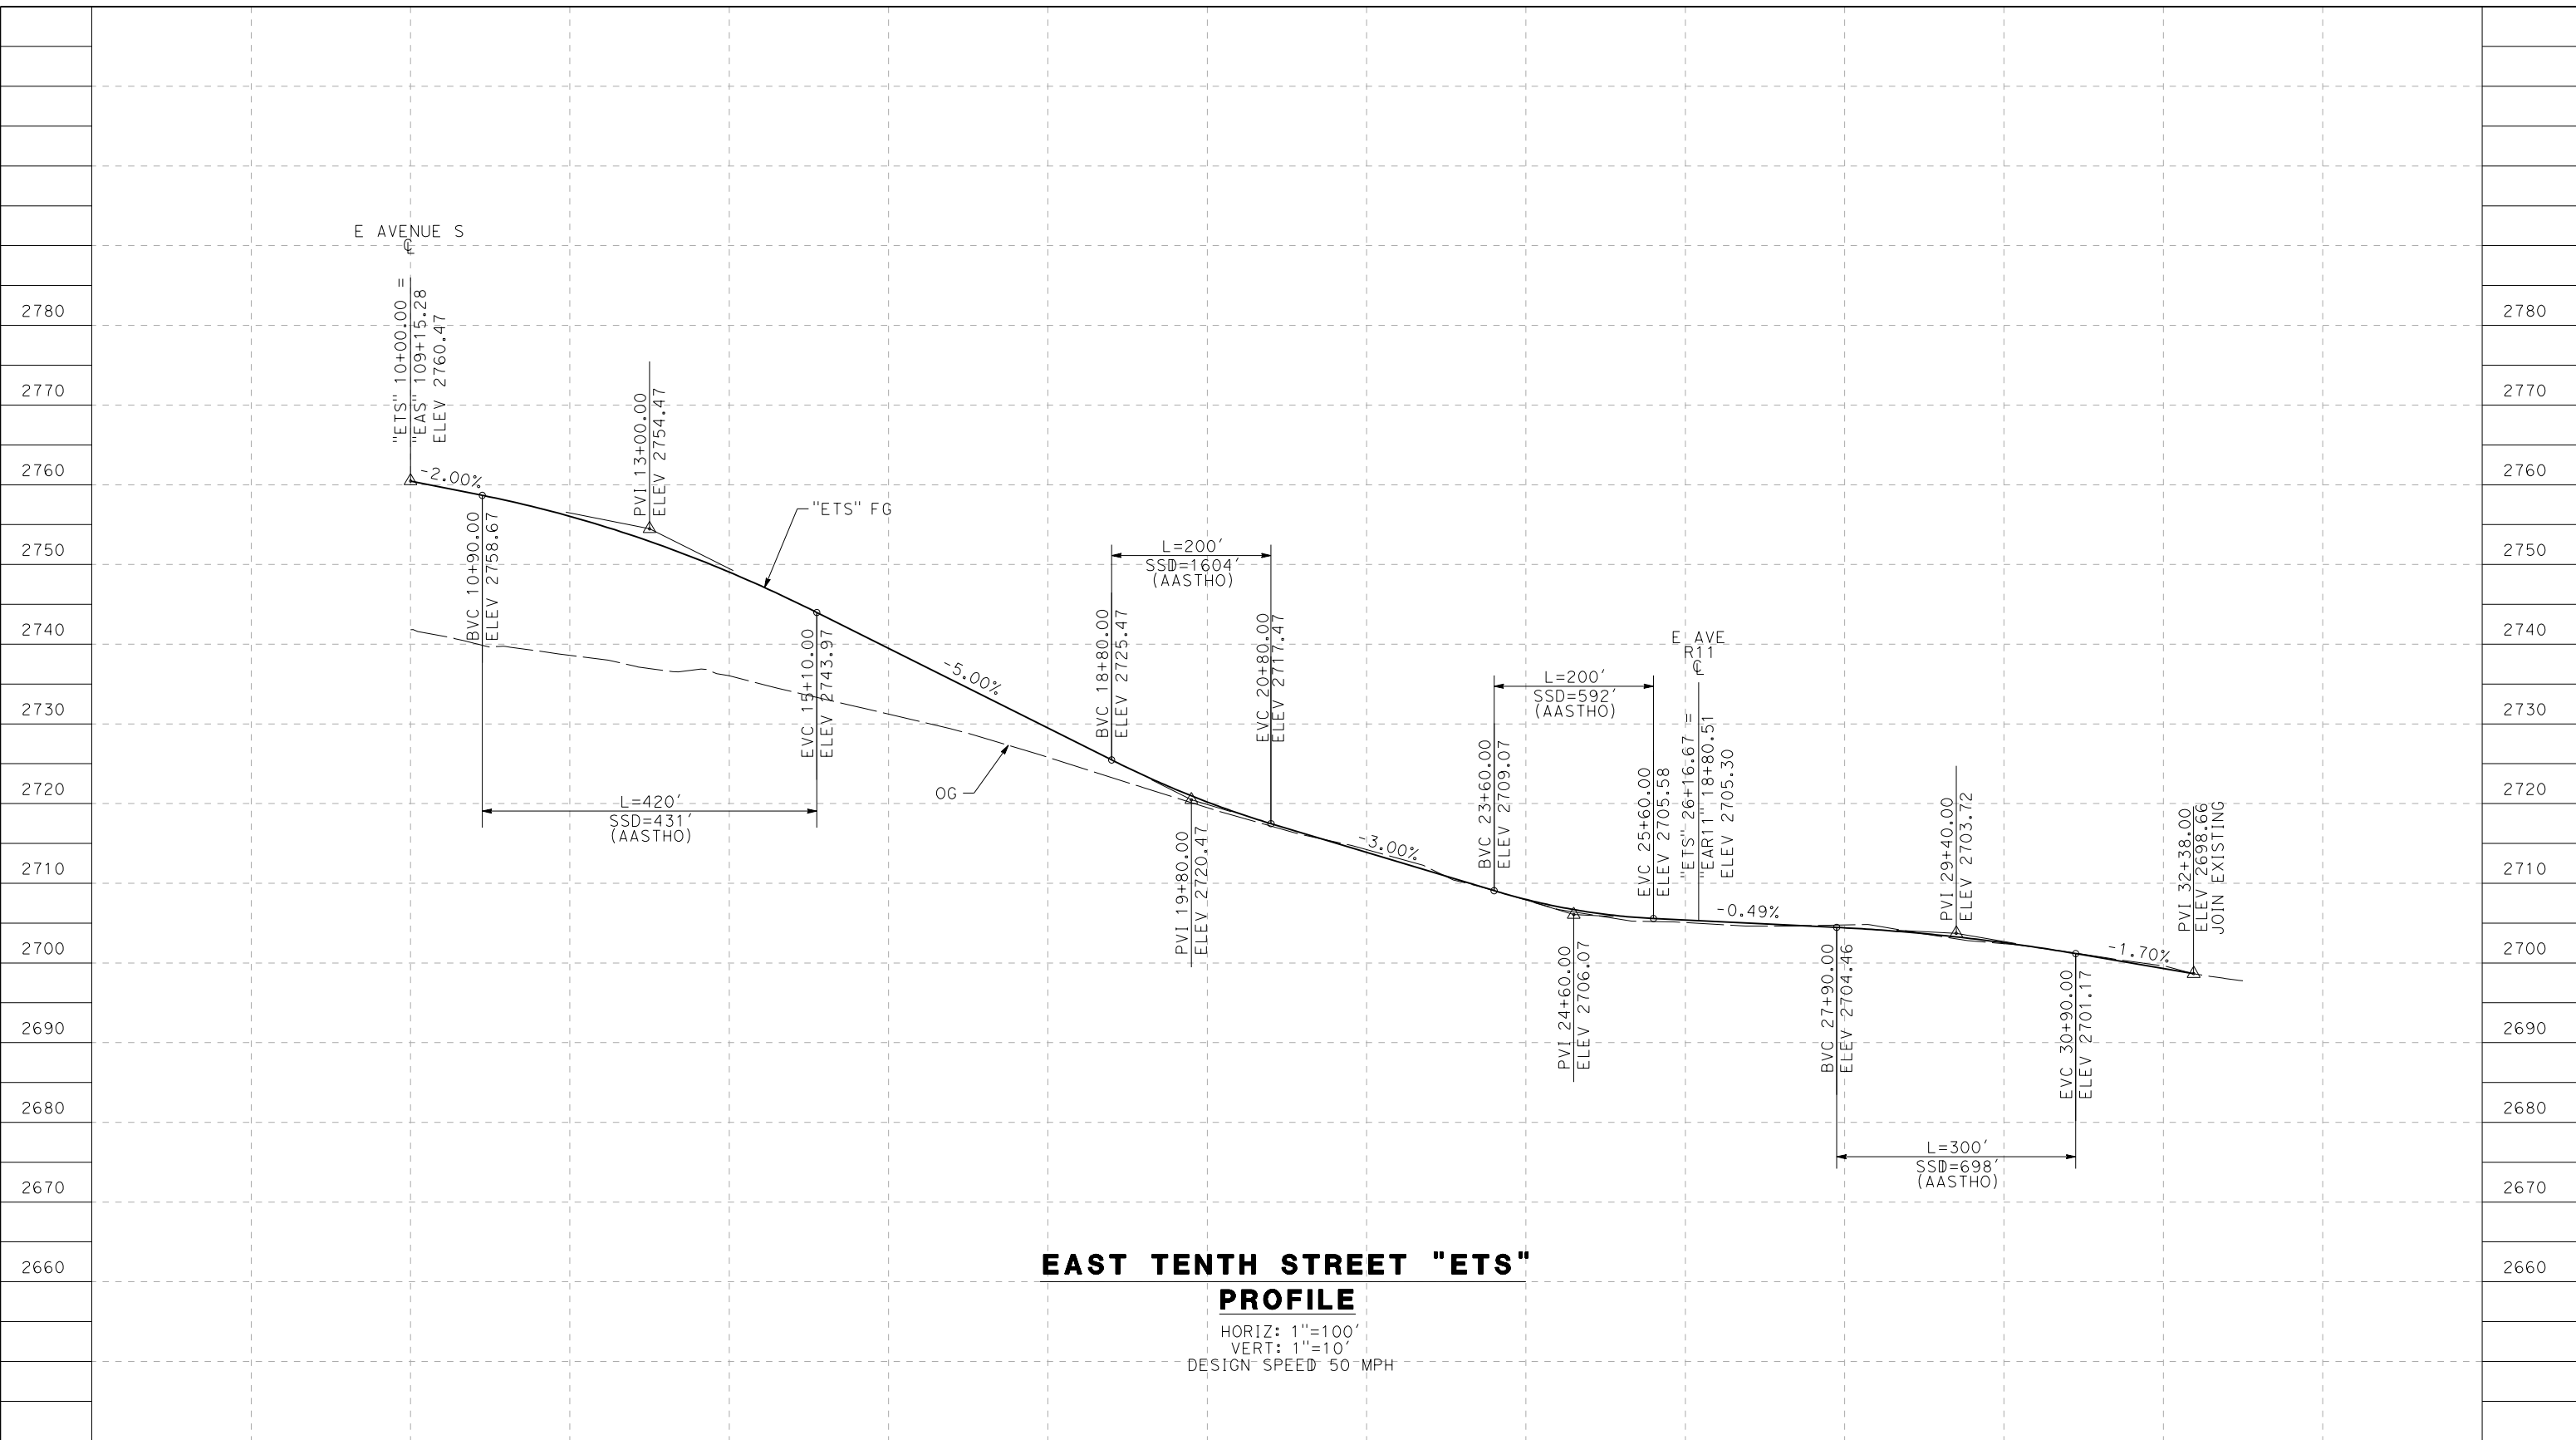 E AVENUE S
℄
"ETS" 10+00.00 =
"EAS" 109+15.28
ELEV 2760.47
-2.00%
BVC 10+90.00
ELEV 2758.67
PVI 13+00.00
ELEV 2754.47
"ETS" FG
EVC 15+10.00
ELEV 2743.97
L=420'
SSD=431'
(AASTHO)
-5.00%
OG
L=200'
SSD=1604'
(AASTHO)
BVC 18+80.00
ELEV 2725.47
PVI 19+80.00
ELEV 2720.47
EVC 20+80.00
ELEV 2717.47
-3.00%
L=200'
SSD=592'
(AASTHO)
BVC 23+60.00
ELEV 2709.07
PVI 24+60.00
ELEV 2706.07
EVC 25+60.00
ELEV 2705.58
E AVE
R11
℄
"ETS" 26+16.67 =
"EAR11" 18+80.51
ELEV 2705.30
-0.49%
BVC 27+90.00
ELEV 2704.46
PVI 29+40.00
ELEV 2703.72
EVC 30+90.00
ELEV 2701.17
L=300'
SSD=698'
(AASTHO)
-1.70%
PVI 32+38.00
ELEV 2698.66
JOIN EXISTING
2780
2770
2760
2750
2740
2730
2720
2710
2700
2690
2680
2670
2660
2780
2770
2760
2750
2740
2730
2720
2710
2700
2690
2680
2670
2660
EAST TENTH STREET "ETS"
PROFILE
HORIZ: 1"=100'
VERT: 1"=10'
DESIGN SPEED 50 MPH